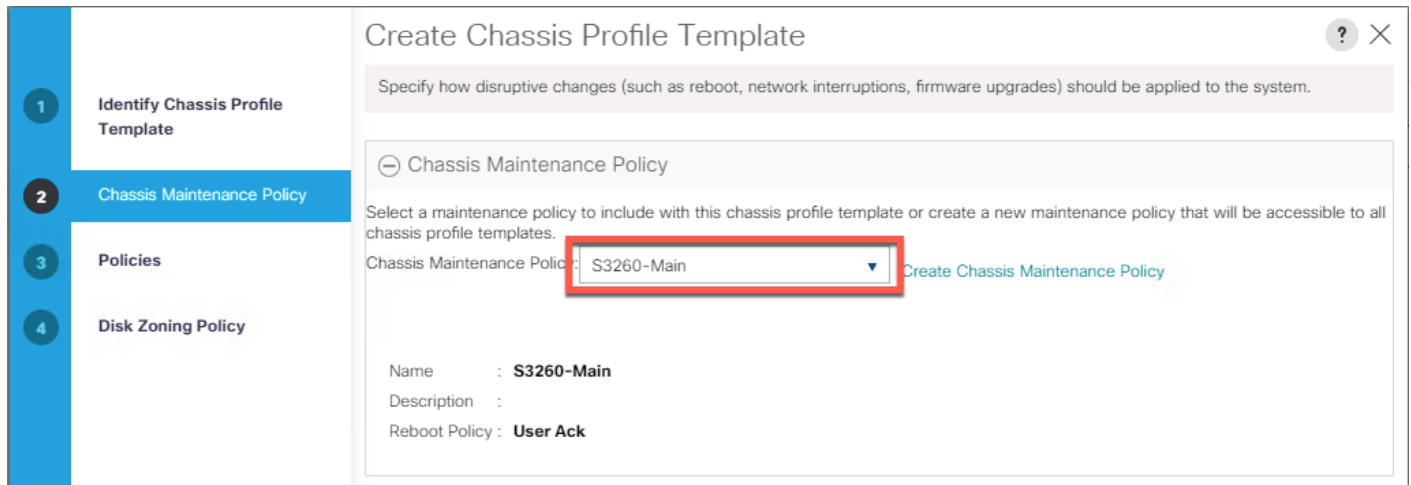 Create Chassis Profile Template
?
Specify how disruptive changes (such as reboot, network interruptions, firmware upgrades) should be applied to the system.
1 Identify Chassis Profile
Template
2 Chassis Maintenance Policy
3 Policies
4 Disk Zoning Policy
Chassis Maintenance Policy
Select a maintenance policy to include with this chassis profile template or create a new maintenance policy that will be accessible to all
chassis profile templates.
Chassis Maintenance Policy: S3260-Main Create Chassis Maintenance Policy
Name : S3260-Main
Description :
Reboot Policy : User Ack